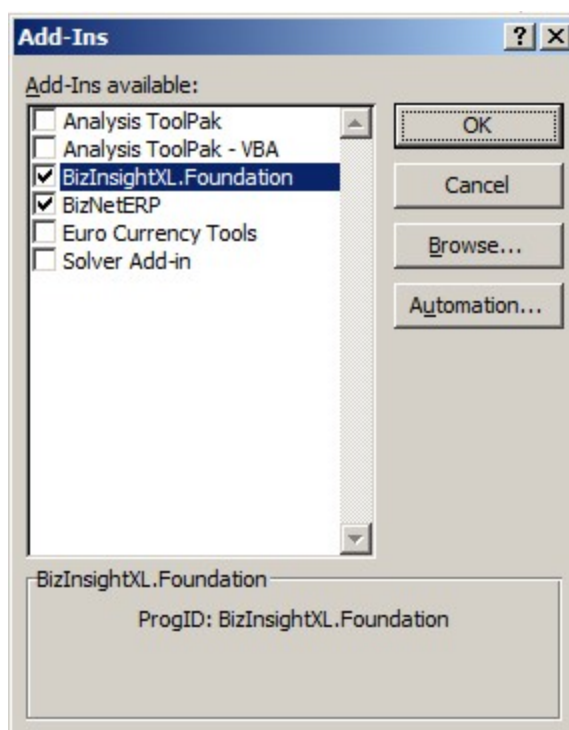 Add-Ins
Add-Ins available:
Analysis ToolPak
Analysis ToolPak - VBA
BizInsightXL.Foundation
BizNetERP
Euro Currency Tools
Solver Add-in
OK
Cancel
Browse...
Automation...
BizInsightXL.Foundation
ProgID: BizInsightXL.Foundation